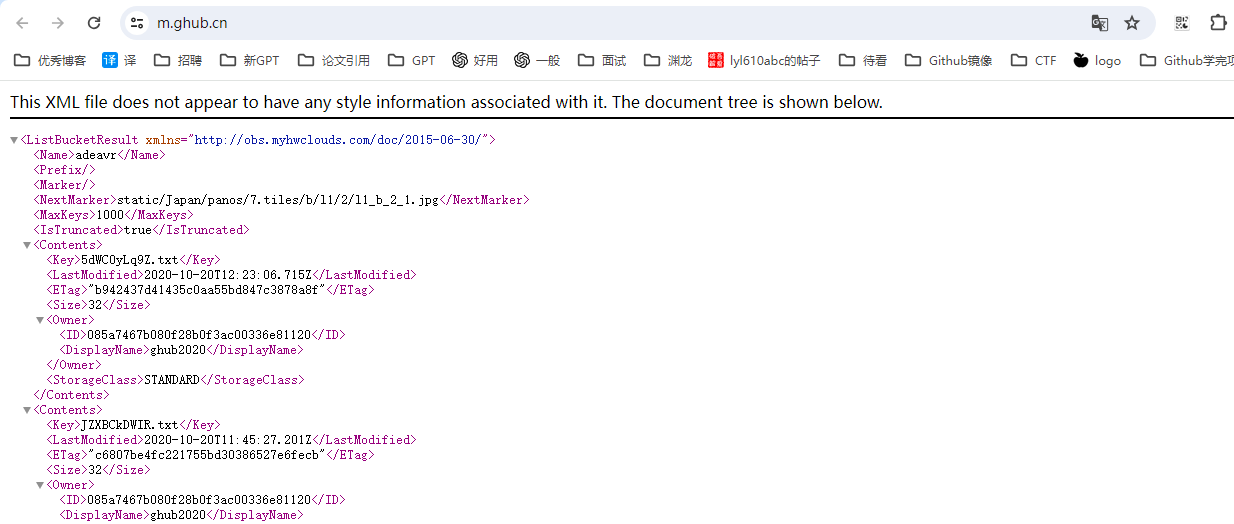 m.ghub.cn
优秀博客 译 译 招聘 新GPT 论文引用 GPT 好用 一般 面试 渊龙 lyl610abc的帖子 待看 Github镜像 CTF logo Github学完项
This XML file does not appear to have any style information associated with it. The document tree is shown below.
▼<ListBucketResult xmlns="http://obs.myhwclouds.com/doc/2015-06-30/">
<Name>adeavr</Name>
<Prefix/>
<Marker/>
<NextMarker>static/Japan/panos/7.tiles/b/l1/2/l1_b_2_1.jpg</NextMarker>
<MaxKeys>1000</MaxKeys>
<IsTruncated>true</IsTruncated>
▼<Contents>
<Key>5dWC0yLq9Z.txt</Key>
<LastModified>2020-10-20T12:23:06.715Z</LastModified>
<ETag>"b942437d41435c0aa55bd847c3878a8f"</ETag>
<Size>32</Size>
▼<Owner>
<ID>085a7467b080f28b0f3ac00336e81120</ID>
<DisplayName>ghub2020</DisplayName>
</Owner>
<StorageClass>STANDARD</StorageClass>
</Contents>
▼<Contents>
<Key>JZXBCkDWIR.txt</Key>
<LastModified>2020-10-20T11:45:27.201Z</LastModified>
<ETag>"c6807be4fc221755bd30386527e6fecb"</ETag>
<Size>32</Size>
▼<Owner>
<ID>085a7467b080f28b0f3ac00336e81120</ID>
<DisplayName>ghub2020</DisplayName>